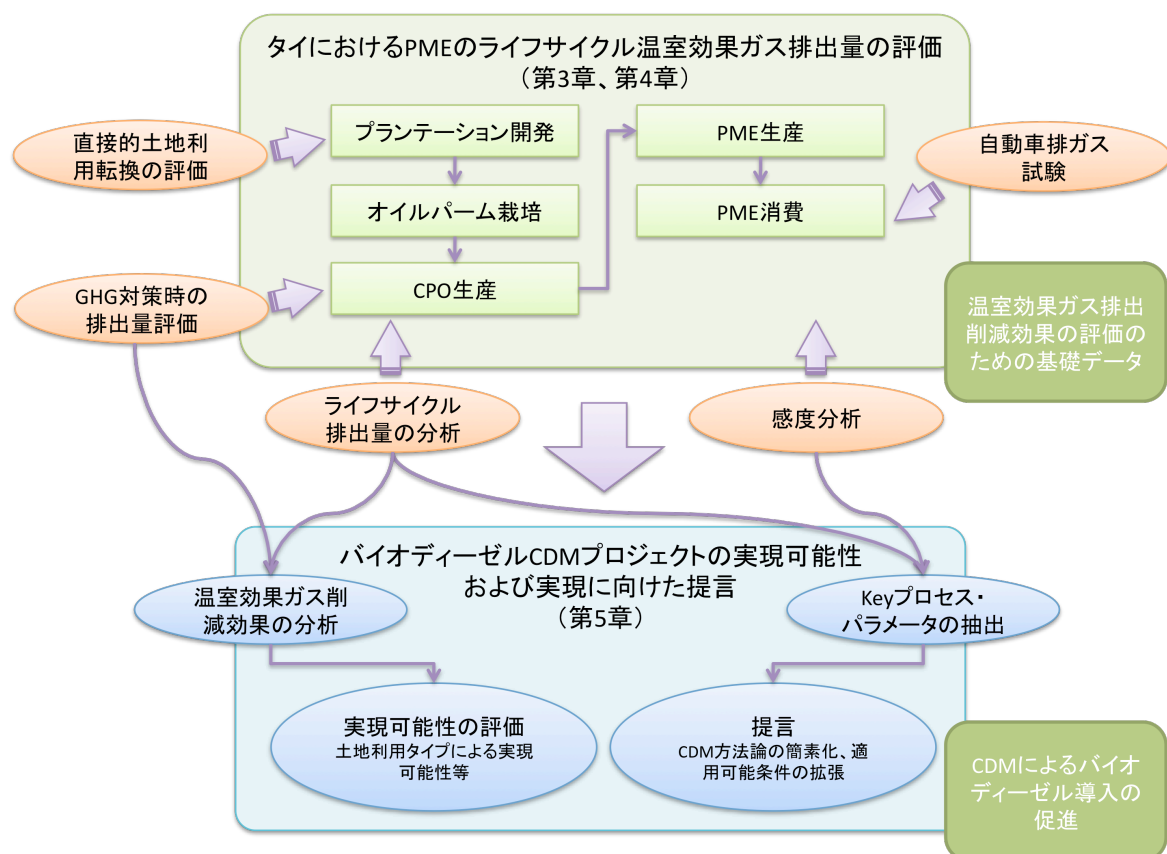 タイにおけるPMEのライフサイクル温室効果ガス排出量の評価
（第3章、第4章）
直接的土地利
用転換の評価
プランテーション開発
オイルパーム栽培
CPO生産
PME生産
PME消費
自動車排ガス
試験
GHG対策時の
排出量評価
温室効果ガス排出
削減効果の評価の
ための基礎データ
ライフサイクル
排出量の分析
感度分析
バイオディーゼルCDMプロジェクトの実現可能性
および実現に向けた提言
（第5章）
温室効果ガス削
減効果の分析
Keyプロセス・
パラメータの抽出
実現可能性の評価
土地利用タイプによる実現
可能性等
提言
CDM方法論の簡素化、適
用可能条件の拡張
CDMによるバイオ
ディーゼル導入の
促進